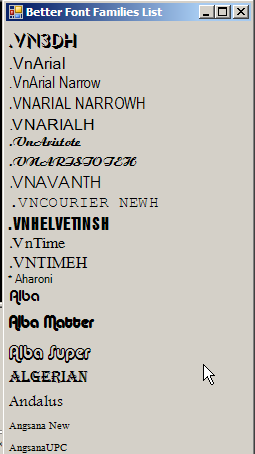 Better Font Families List
.VN3DH
.VnArial
.VnArial Narrow
.VNARIAL NARROWH
.VNARIALH
.VnAristote
.VNARISTOTEH
.VNAVANTH
.VNCOURIER NEWH
.VNHELVETINSH
.VnTime
.VNTIMEH
* Aharoni
Alba
Alba Matter
Alba Super
ALGERIAN
Andalus
Angsana New
AngsanaUPC